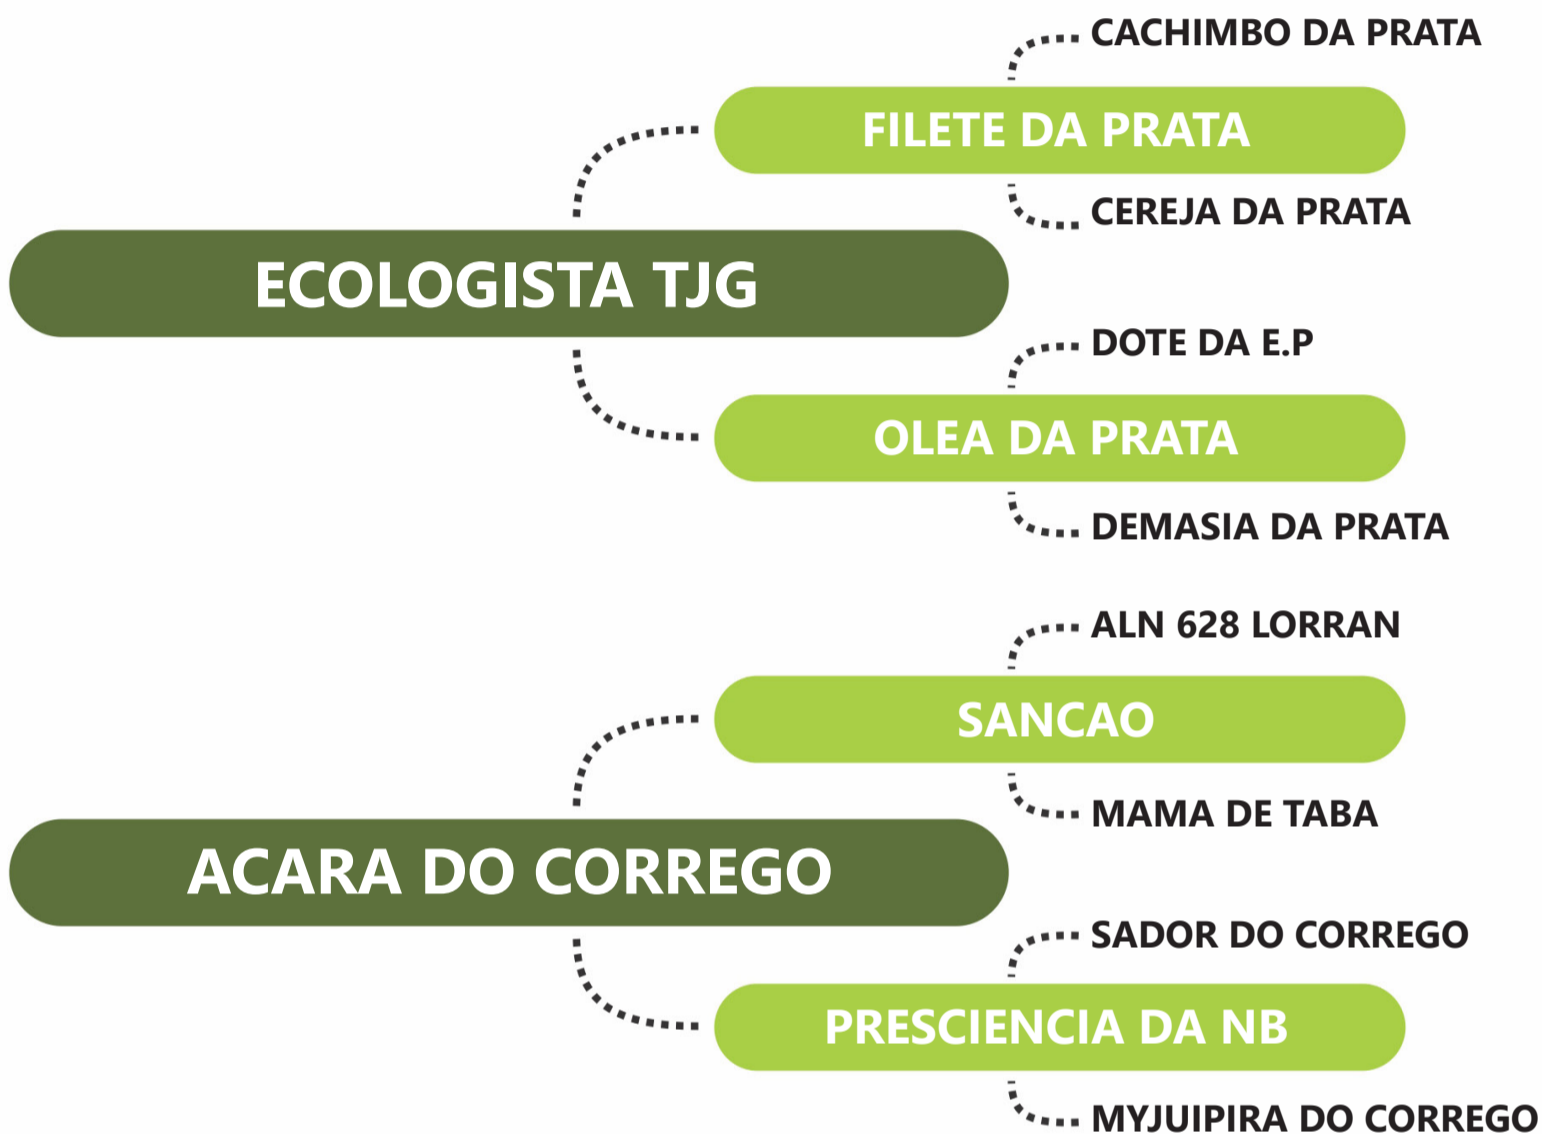 CACHIMBO DA PRATA
FILETE DA PRATA
CEREJA DA PRATA
ECOLOGISTA TJG
DOTE DA E.P
OLEA DA PRATA
DEMASIA DA PRATA
ALN 628 LORRAN
SANCAO
MAMA DE TABA
ACARA DO CORREGO
SADOR DO CORREGO
PRESCIENCIA DA NB
MYJUIPIRA DO CORREGO